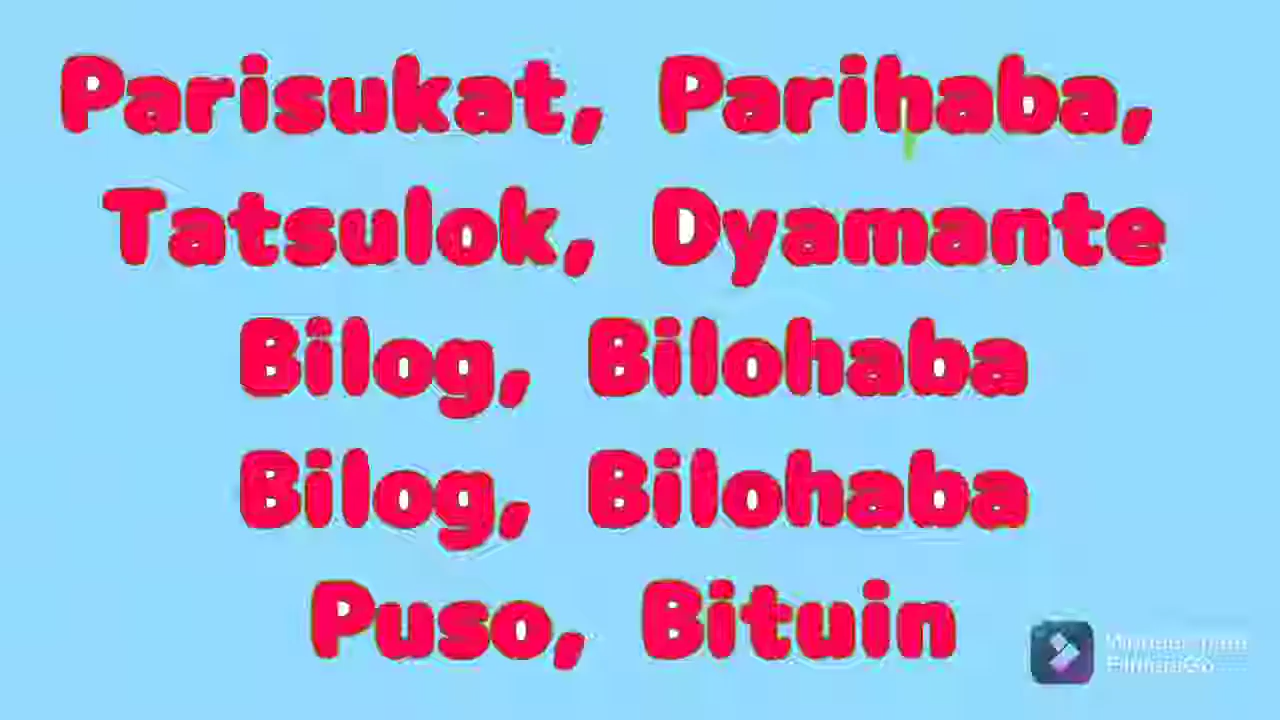 Parisukat, Parihaba,
Tatsulok, Dyamante
Bilog, Bilohaba
Bilog, Bilohaba
Puso, Bituin